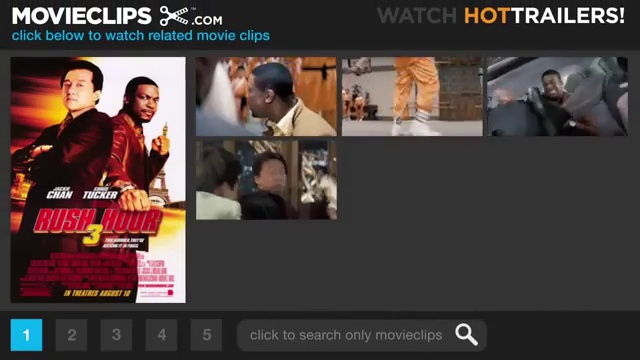 MOVIECLIPS .COM
click below to watch related movie clips
WATCH HOTTRAILERS!
JACKIE CHAN
CHRIS TUCKER
RUSH HOUR
3
IN THEATRES AUGUST 10
1 2 3 4 5
click to search only movieclips